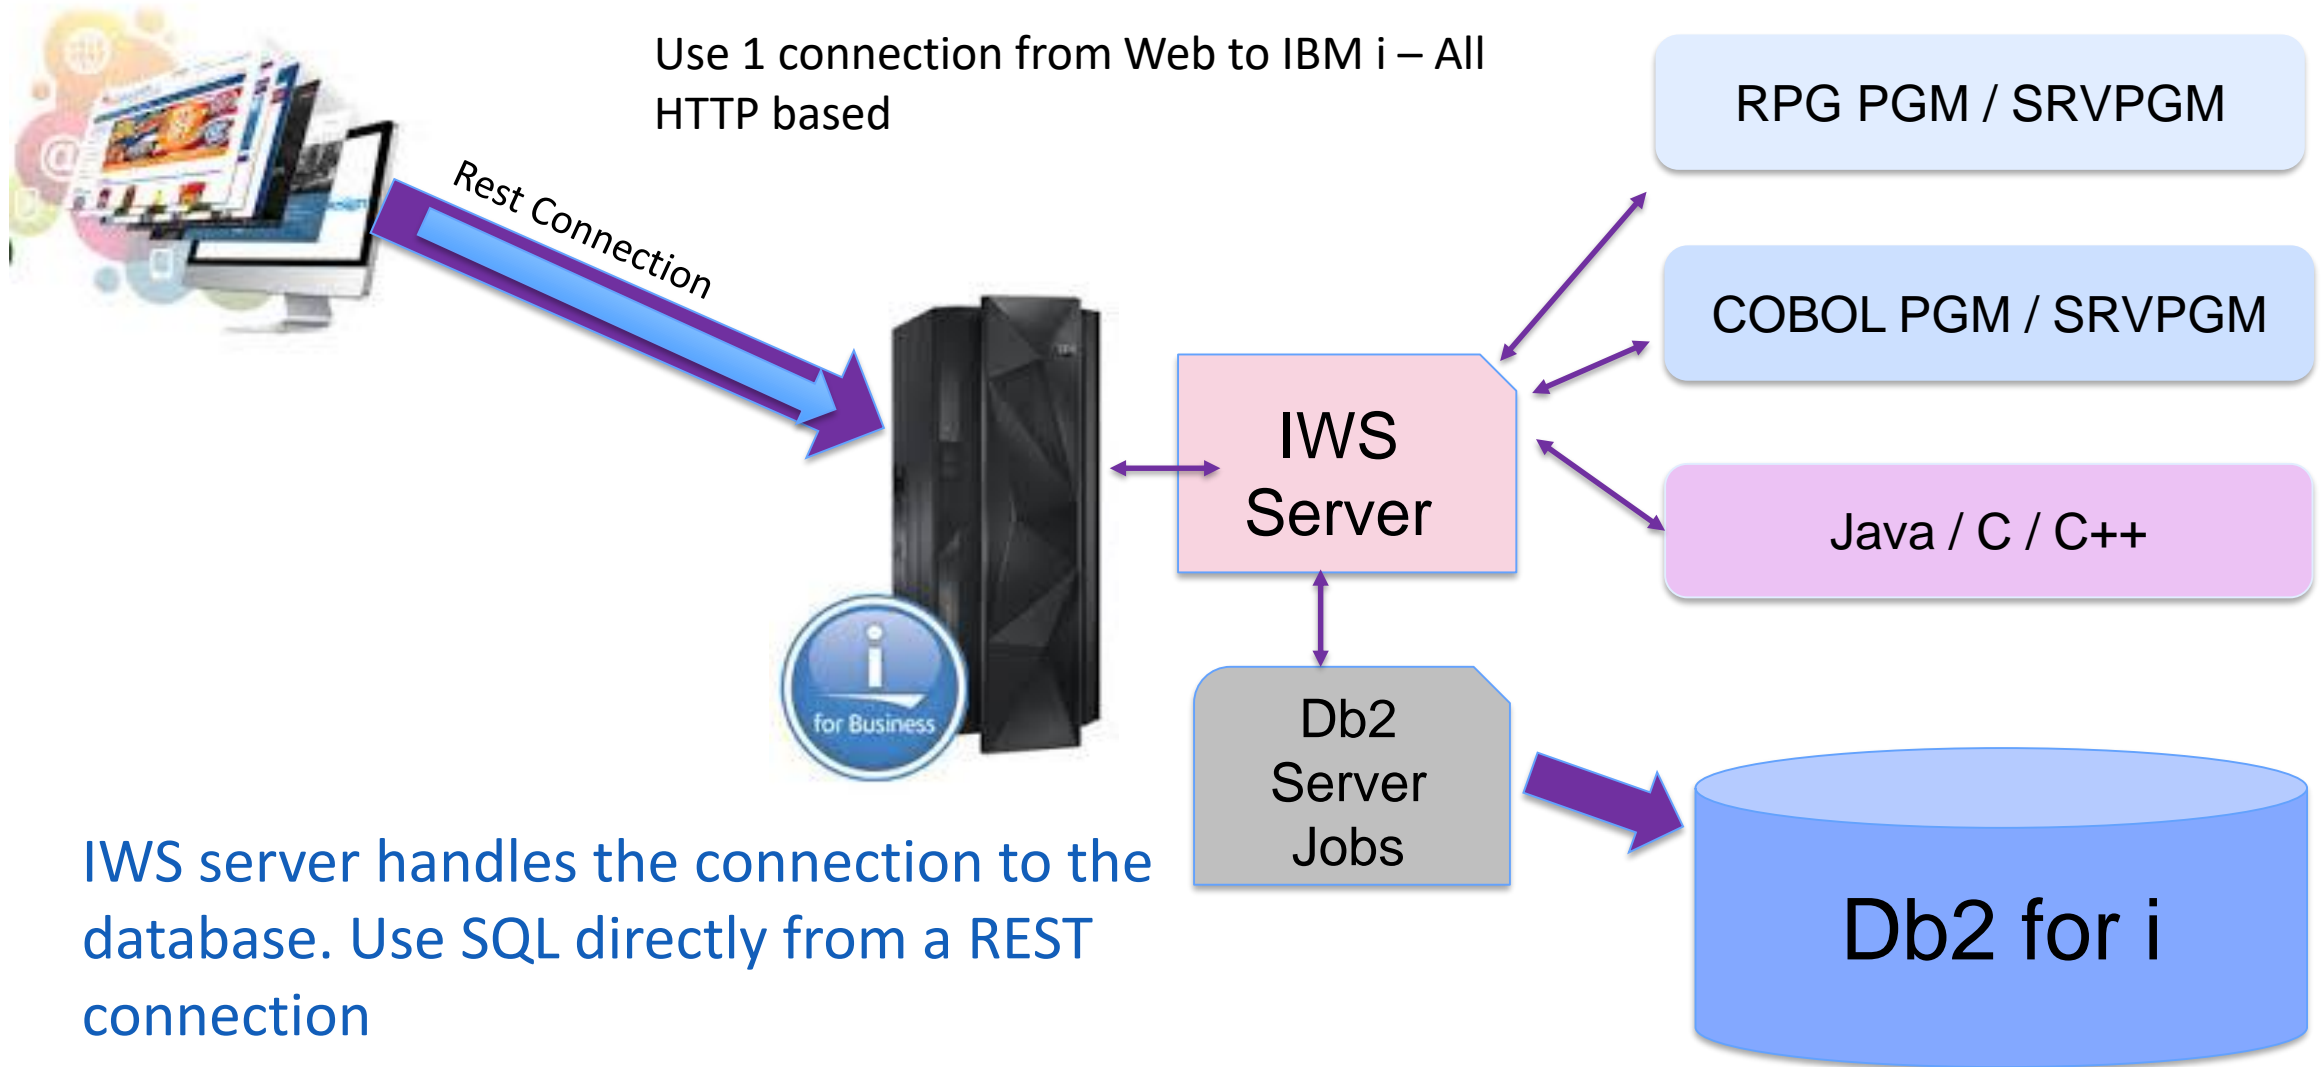 Use 1 connection from Web to IBM i – All
HTTP based
Rest Connection
RPG PGM / SRVPGM
COBOL PGM / SRVPGM
Java / C / C++
IWS
Server
Db2
Server
Jobs
Db2 for i
i
for Business
IWS server handles the connection to the
database. Use SQL directly from a REST
connection